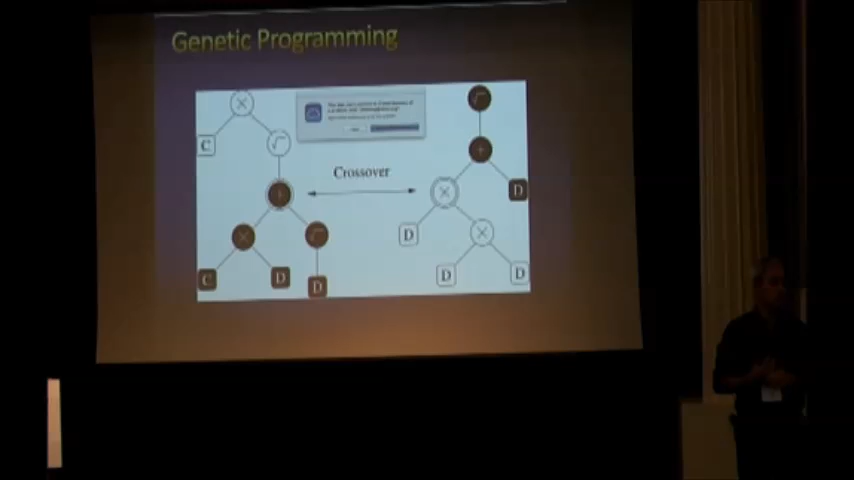 Genetic Programming
×
C
√
Crossover
+
×
√
C
D
D
√
+
×
D
D
×
D
D